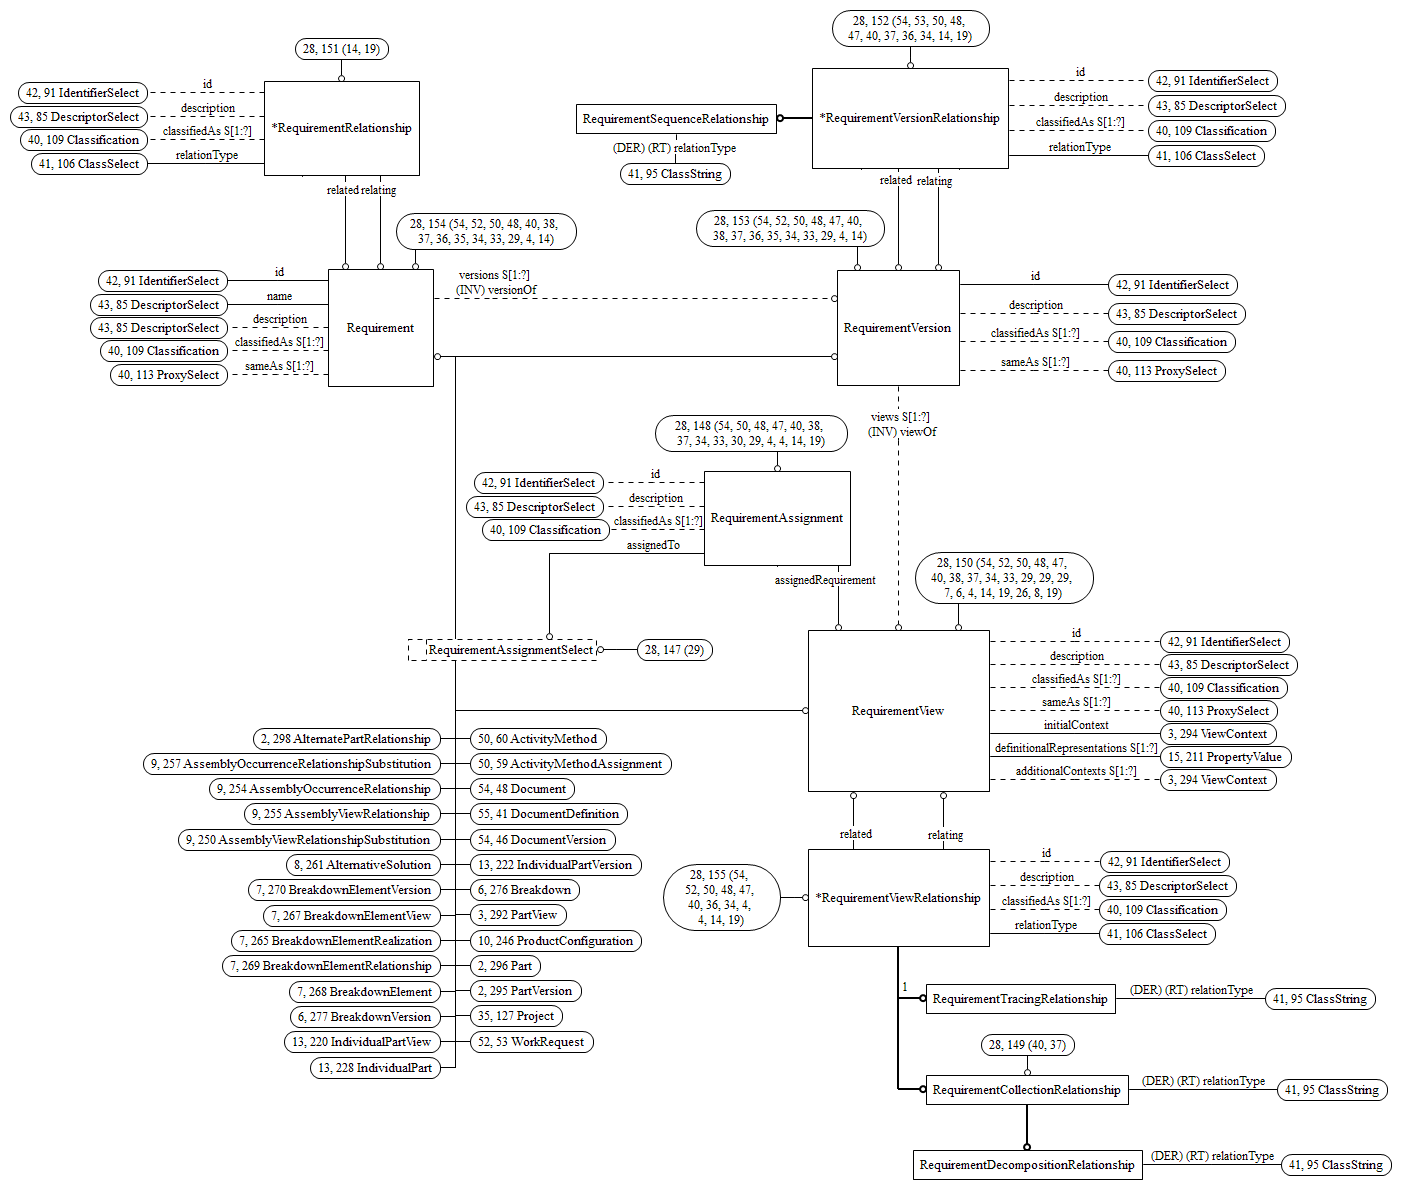 28, 151 (14, 19)
28, 152 (54, 53, 50, 48,
47, 40, 37, 36, 34, 14, 19)
id
42, 91 IdentifierSelect
description
43, 85 DescriptorSelect
classifiedAs S[1:?]
40, 109 Classification
relationType
41, 106 ClassSelect
*RequirementRelationship
related
relating
RequirementSequenceRelationship
(DER) (RT) relationType
41, 95 ClassString
*RequirementVersionRelationship
id
42, 91 IdentifierSelect
description
43, 85 DescriptorSelect
classifiedAs S[1:?]
40, 109 Classification
relationType
41, 106 ClassSelect
related
relating
28, 154 (54, 52, 50, 48, 40, 38,
37, 36, 35, 34, 33, 29, 4, 14)
28, 153 (54, 52, 50, 48, 47, 40,
38, 37, 36, 35, 34, 33, 29, 4, 14)
id
42, 91 IdentifierSelect
name
43, 85 DescriptorSelect
description
43, 85 DescriptorSelect
classifiedAs S[1:?]
40, 109 Classification
sameAs S[1:?]
40, 113 ProxySelect
Requirement
versions S[1:?]
(INV) versionOf
RequirementVersion
id
42, 91 IdentifierSelect
description
43, 85 DescriptorSelect
classifiedAs S[1:?]
40, 109 Classification
sameAs S[1:?]
40, 113 ProxySelect
views S[1:?]
(INV) viewOf
28, 148 (54, 50, 48, 47, 40, 38,
37, 34, 33, 30, 29, 4, 4, 14, 19)
id
42, 91 IdentifierSelect
description
43, 85 DescriptorSelect
classifiedAs S[1:?]
40, 109 Classification
assignedTo
RequirementAssignment
assignedRequirement
28, 150 (54, 52, 50, 48, 47,
40, 38, 37, 34, 33, 29, 29, 29,
7, 6, 4, 14, 19, 26, 8, 19)
RequirementAssignmentSelect
28, 147 (29)
RequirementView
id
42, 91 IdentifierSelect
description
43, 85 DescriptorSelect
classifiedAs S[1:?]
40, 109 Classification
sameAs S[1:?]
40, 113 ProxySelect
initialContext
3, 294 ViewContext
definitionalRepresentations S[1:?]
15, 211 PropertyValue
additionalContexts S[1:?]
3, 294 ViewContext
2, 298 AlternatePartRelationship
50, 60 ActivityMethod
9, 257 AssemblyOccurrenceRelationshipSubstitution
50, 59 ActivityMethodAssignment
9, 254 AssemblyOccurrenceRelationship
54, 48 Document
9, 255 AssemblyViewRelationship
55, 41 DocumentDefinition
9, 250 AssemblyViewRelationshipSubstitution
54, 46 DocumentVersion
8, 261 AlternativeSolution
13, 222 IndividualPartVersion
7, 270 BreakdownElementVersion
6, 276 Breakdown
7, 267 BreakdownElementView
3, 292 PartView
7, 265 BreakdownElementRealization
10, 246 ProductConfiguration
7, 269 BreakdownElementRelationship
2, 296 Part
7, 268 BreakdownElement
2, 295 PartVersion
6, 277 BreakdownVersion
35, 127 Project
13, 220 IndividualPartView
52, 53 WorkRequest
13, 228 IndividualPart
related
relating
28, 155 (54,
52, 50, 48, 47,
40, 36, 34, 4,
4, 14, 19)
*RequirementViewRelationship
id
42, 91 IdentifierSelect
description
43, 85 DescriptorSelect
classifiedAs S[1:?]
40, 109 Classification
relationType
41, 106 ClassSelect
1
RequirementTracingRelationship
(DER) (RT) relationType
41, 95 ClassString
28, 149 (40, 37)
RequirementCollectionRelationship
(DER) (RT) relationType
41, 95 ClassString
RequirementDecompositionRelationship
(DER) (RT) relationType
41, 95 ClassString